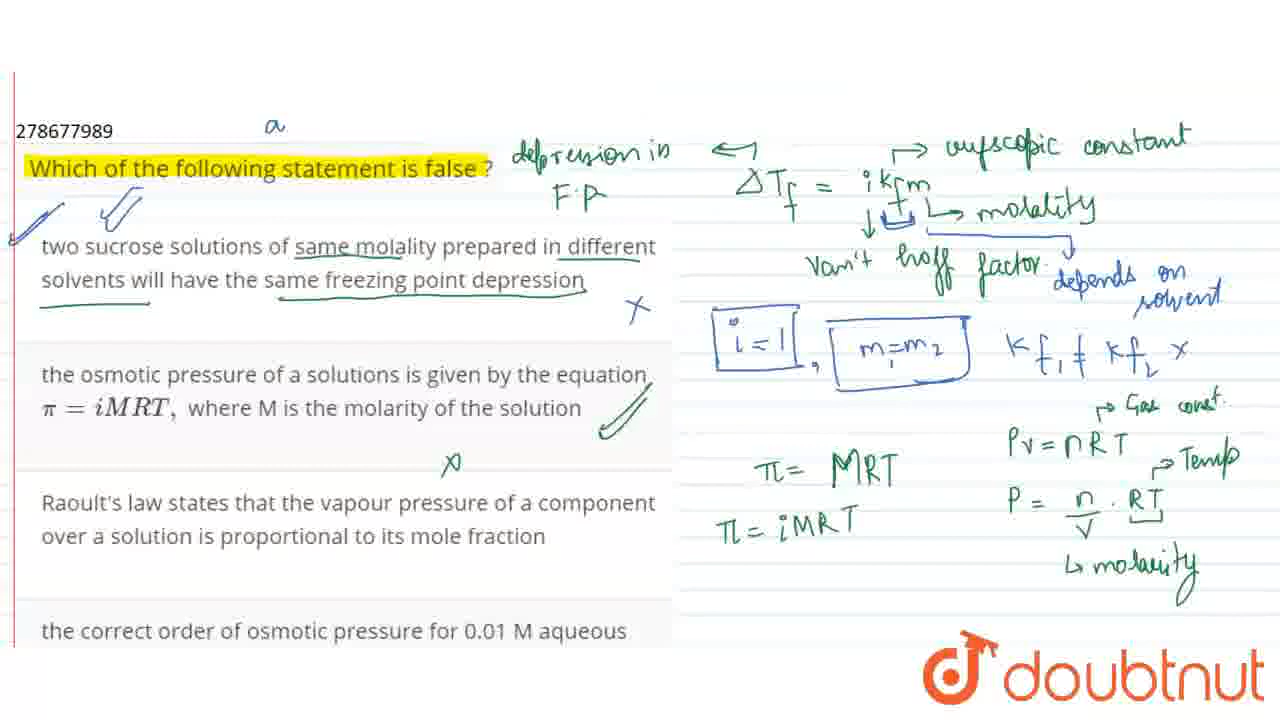 278677989
a
Which of the following statement is false ?
two sucrose solutions of same molality prepared in different
solvents will have the same freezing point depression
the osmotic pressure of a solutions is given by the equation
π = iMRT, where M is the molarity of the solution
Raoult's law states that the vapour pressure of a component
over a solution is proportional to its mole fraction
the correct order of osmotic pressure for 0.01 M aqueous
depression in
F.P
constant
ΔTf = i kf m
molality
Van't hoff factor
depends on
solvent
i = 1 , m1 = m2
kf1 ≠ kf2 x
Gas const.
PV = nRT
Temp
π = MRT
P = n/V . RT
π = iMRT
molarity
doubtnut